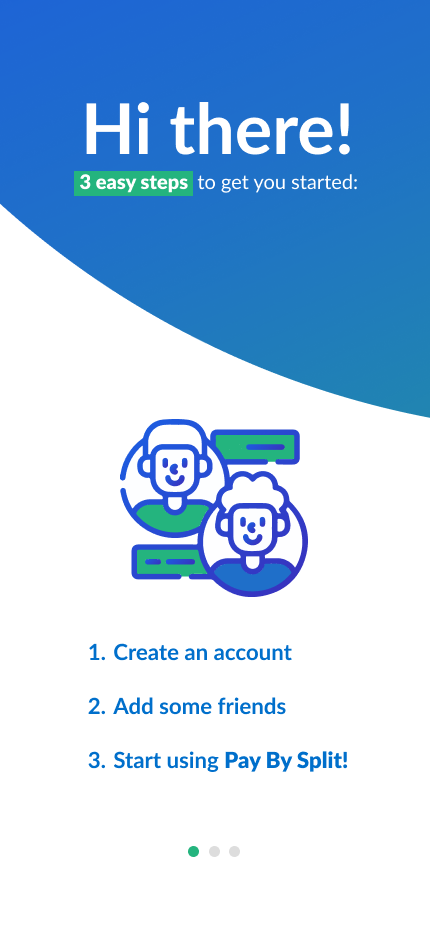 Hi there!
3 easy steps to get you started:
1. Create an account
2. Add some friends
3. Start using Pay By Split!